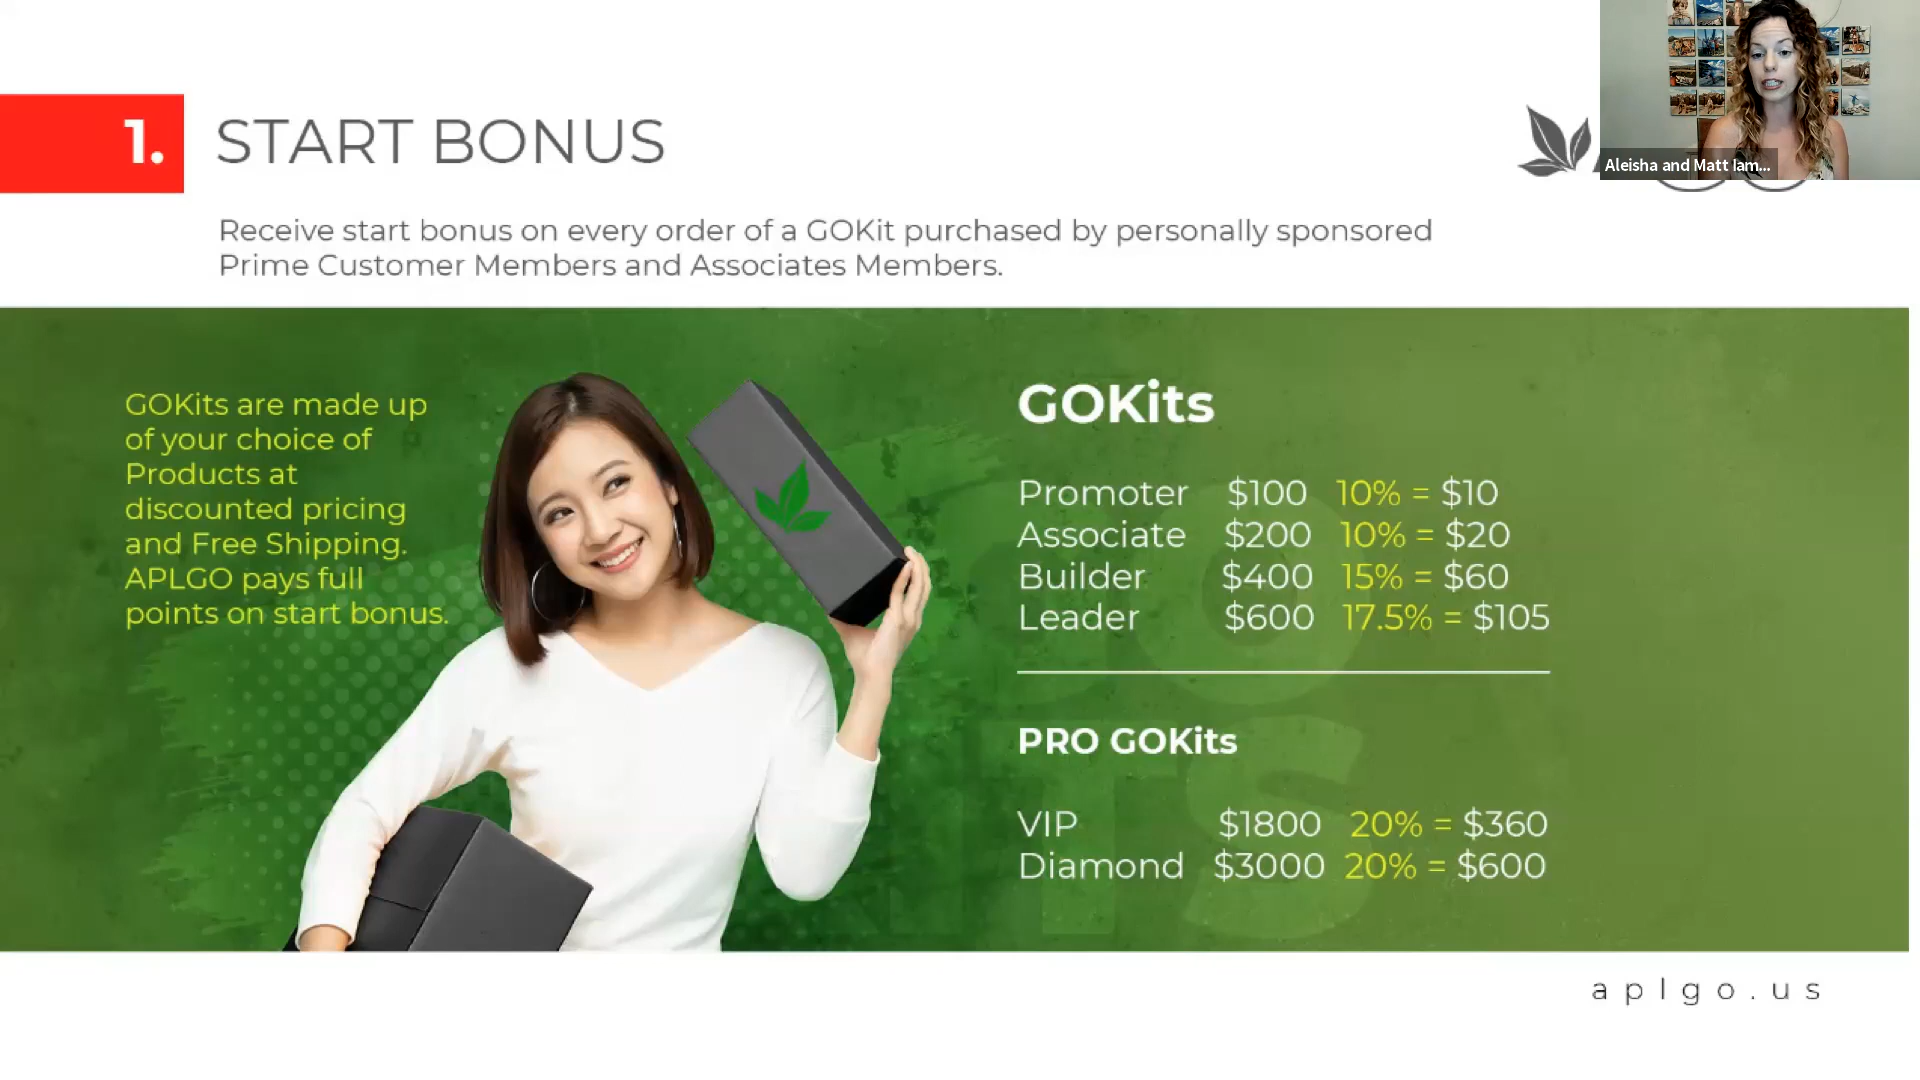 1. START BONUS
Aleisha and Matt Iam...
Receive start bonus on every order of a GOKit purchased by personally sponsored
Prime Customer Members and Associates Members.
GOKits are made up
of your choice of
Products at
discounted pricing
and Free Shipping.
APLGO pays full
points on start bonus.
GOKits
Promoter $100 10% = $10
Associate $200 10% = $20
Builder $400 15% = $60
Leader $600 17.5% = $105
PRO GOKits
VIP $1800 20% = $360
Diamond $3000 20% = $600
aplgo.us